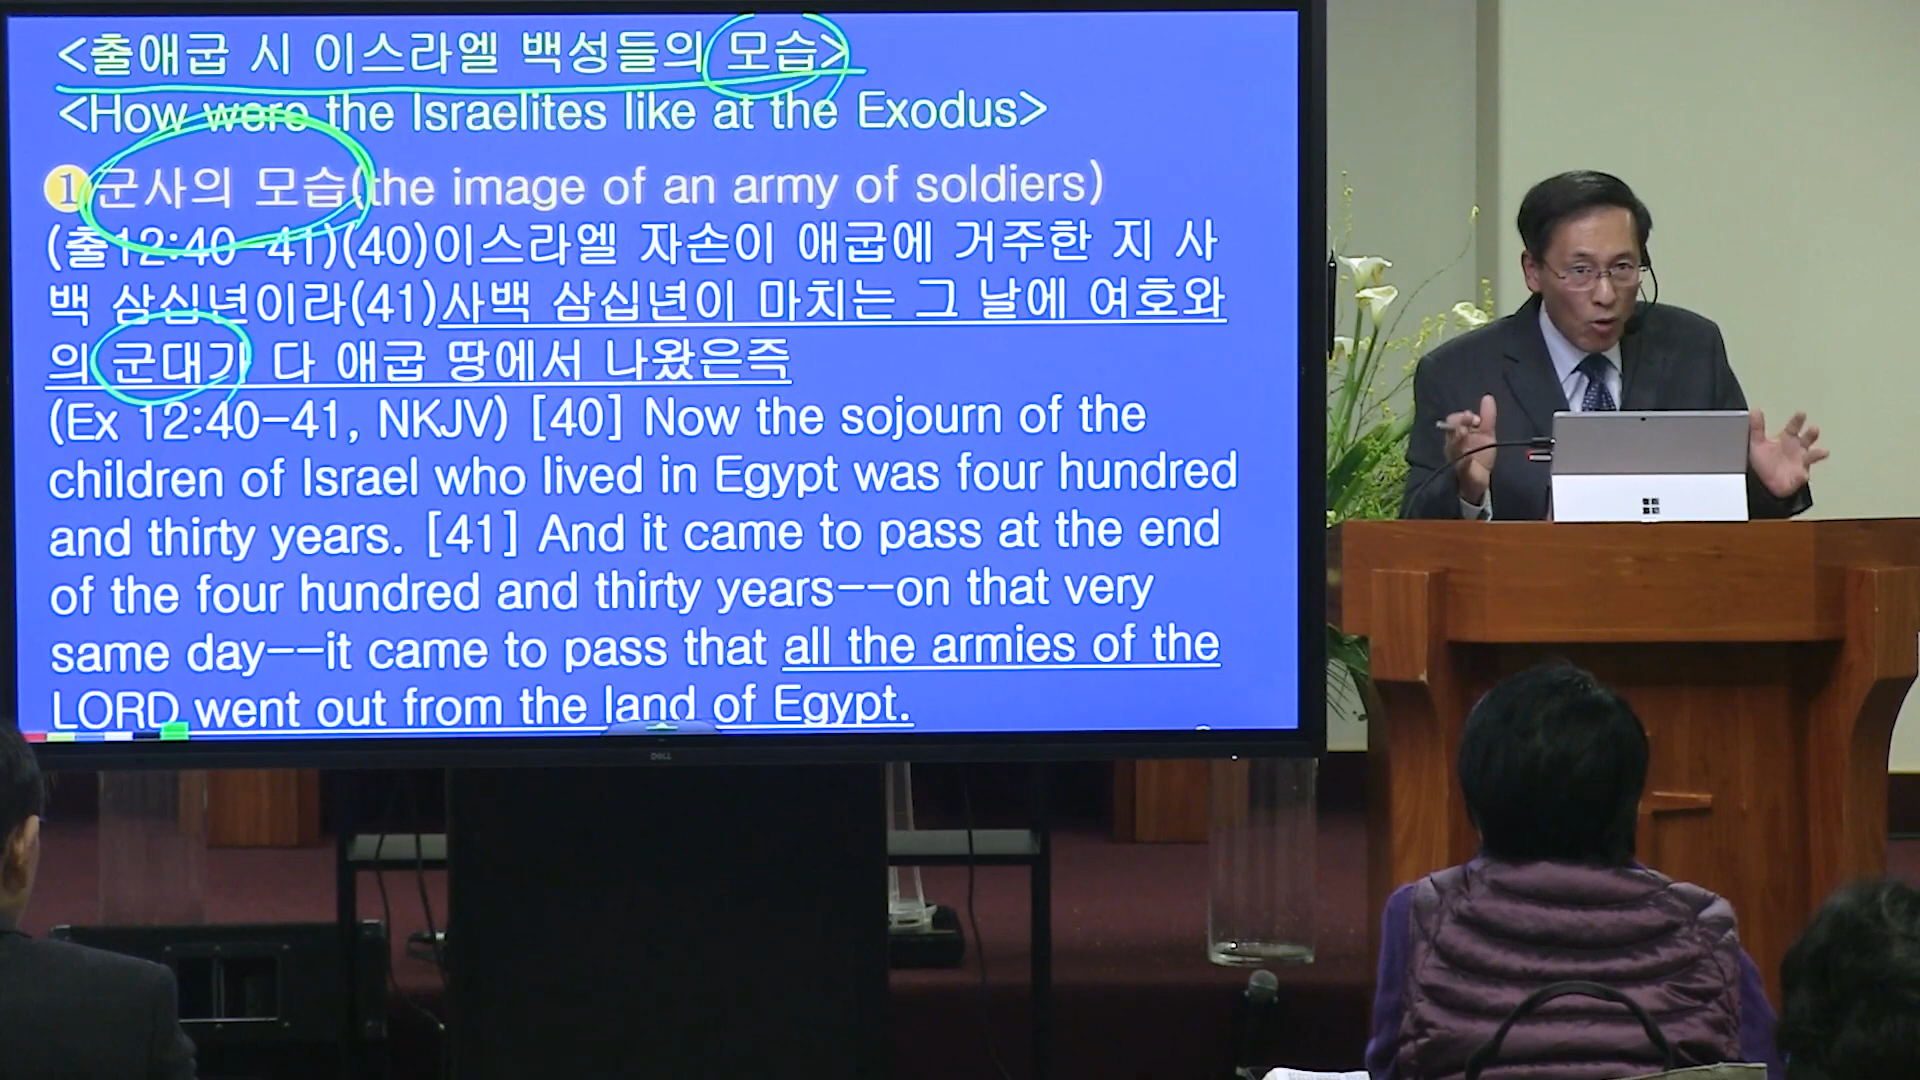 <출애굽 시 이스라엘 백성들의 모습>
<How were the Israelites like at the Exodus>
❶군사의 모습(the image of an army of soldiers)
(출12:40-41)(40)이스라엘 자손이 애굽에 거주한 지 사
백 삼십년이라(41)사백 삼십년이 마치는 그 날에 여호와
의 군대가 다 애굽 땅에서 나왔은즉
(Ex 12:40-41, NKJV) [40] Now the sojourn of the
children of Israel who lived in Egypt was four hundred
and thirty years. [41] And it came to pass at the end
of the four hundred and thirty years--on that very
same day--it came to pass that all the armies of the
LORD went out from the land of Egypt.
DELL